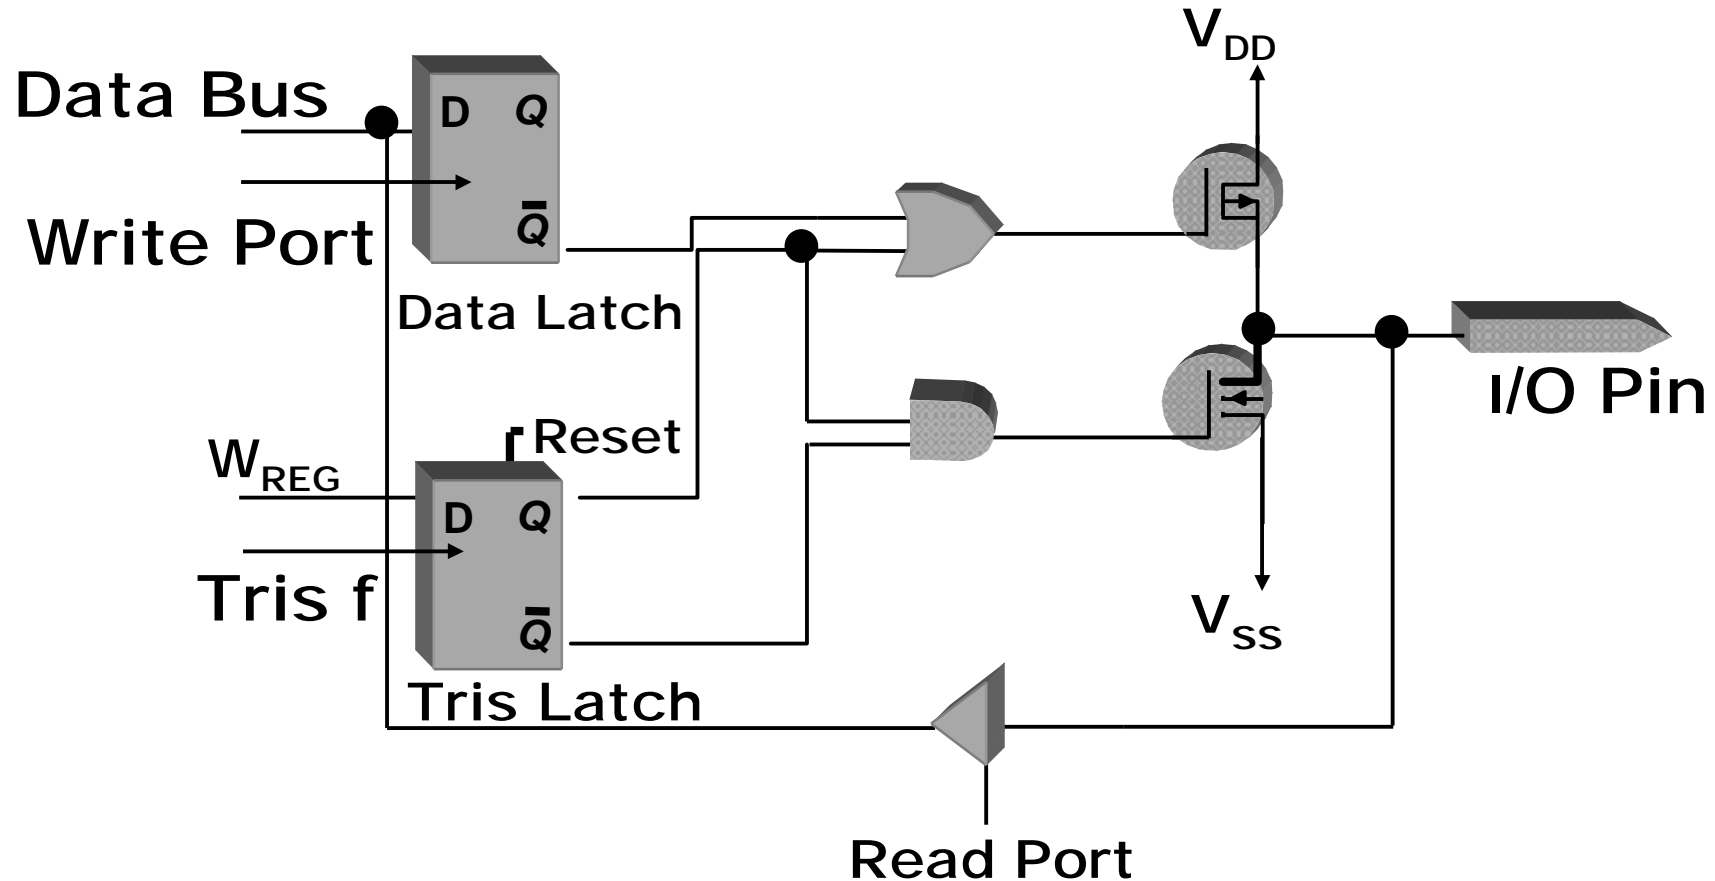 V_DD
Data Bus
D Q
Write Port
Q̅
Data Latch
I/O Pin
Reset
W_REG
D Q
Tris f
Q̅
V_SS
Tris Latch
Read Port